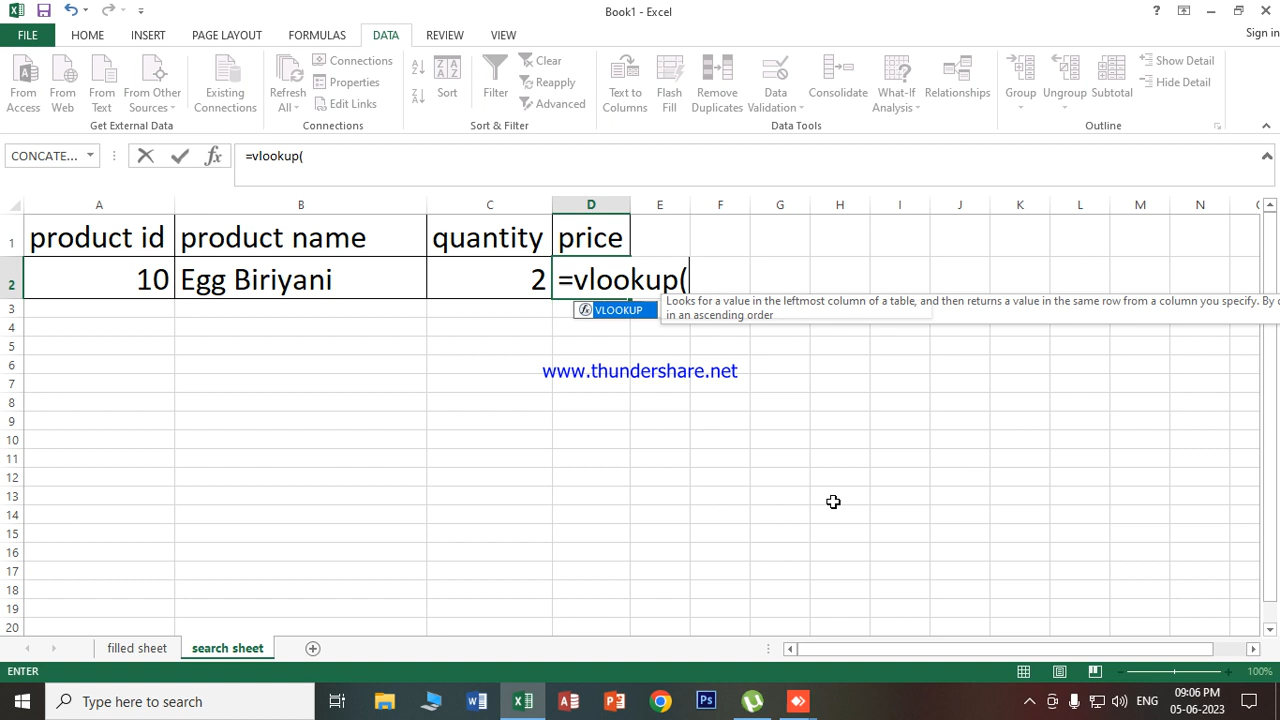 Book1 - Excel
? 
Sign in
FILE HOME INSERT PAGE LAYOUT FORMULAS DATA REVIEW VIEW
From Access
From Web
From Text
From Other Sources
Existing Connections
Get External Data
Refresh All
Connections
Properties
Edit Links
Connections
Sort
Filter
Clear
Reapply
Advanced
Sort & Filter
Text to Columns
Flash Fill
Remove Duplicates
Data Validation
Consolidate
What-If Analysis
Relationships
Data Tools
Group
Ungroup
Subtotal
Show Detail
Hide Detail
Outline
CONCATE... fx =vlookup(
A B C D E F G H I J K L M N
1 product id product name quantity price
2 10 Egg Biriyani 2 =vlookup(
VLOOKUP
Looks for a value in the leftmost column of a table, and then returns a value in the same row from a column you specify. By
in an ascending order
3
4
5
6
www.thundershare.net
7
8
9
10
11
12
13
14
15
16
17
18
19
20
filled sheet search sheet
ENTER 100%
Type here to search
ENG
09:06 PM
05-06-2023